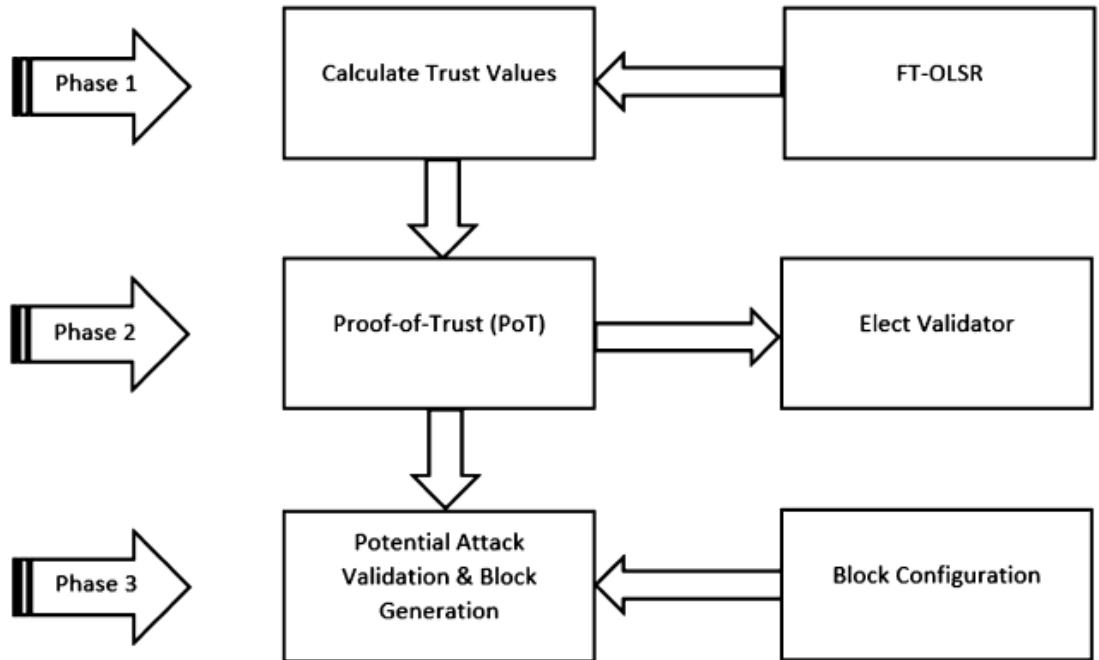 Phase 1
Calculate Trust Values
FT-OLSR
Phase 2
Proof-of-Trust (PoT)
Elect Validator
Phase 3
Potential Attack
Validation & Block
Generation
Block Configuration